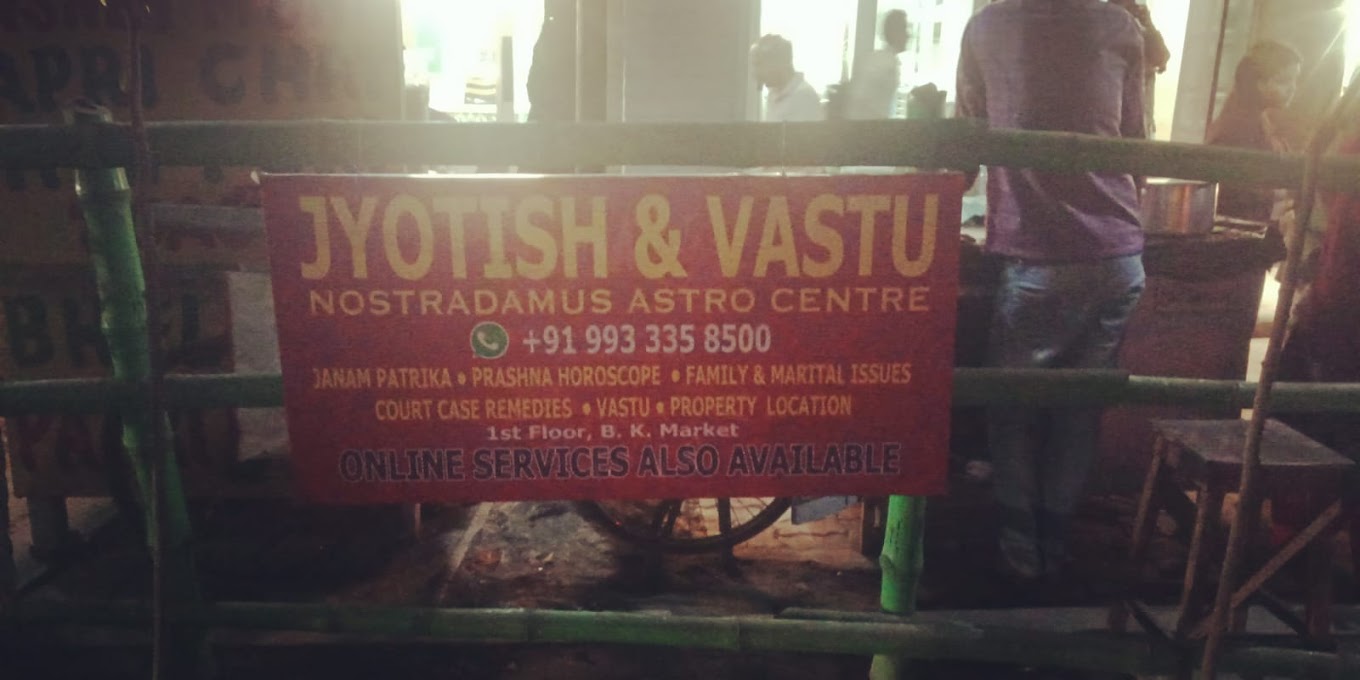 JYOTISH & VASTU
NOSTRADAMUS ASTRO CENTRE
+91 993 335 8500
JANAM PATRIKA • PRASHNA HOROSCOPE • FAMILY & MARITAL ISSUES
COURT CASE REMEDIES • VASTU • PROPERTY LOCATION
1st Floor, B. K. Market
ONLINE SERVICES ALSO AVAILABLE